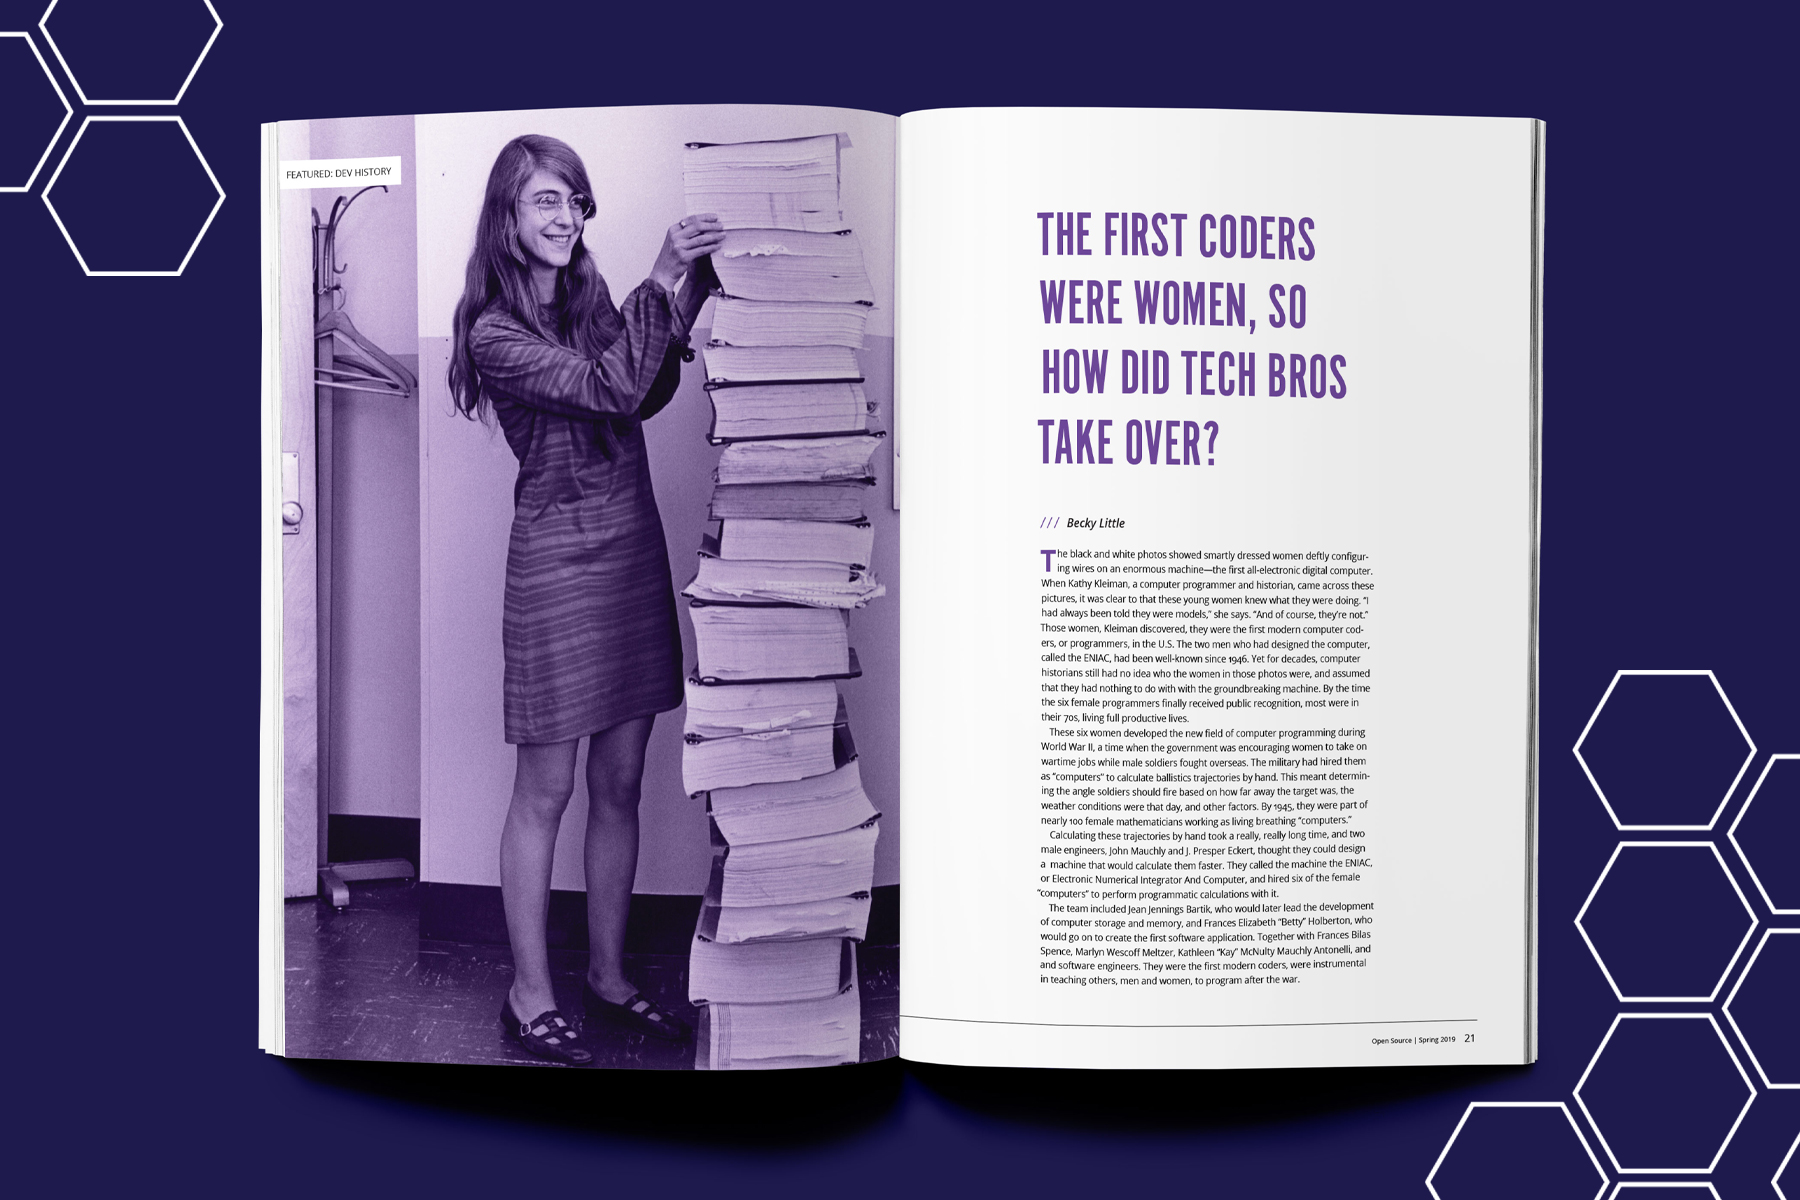 FEATURED: DEV HISTORY
THE FIRST CODERS
WERE WOMEN, SO
HOW DID TECH BROS
TAKE OVER?
/// Becky Little
The black and white photos showed smartly dressed women deftly configur-
ing wires on an enormous machine—the first all-electronic digital computer.
When Kathy Kleiman, a computer programmer and historian, came across these
pictures, it was clear to that these young women knew what they were doing. "I
had always been told they were models," she says. "And of course, they're not."
Those women, Kleiman discovered, they were the first modern computer cod-
ers, or programmers, in the U.S. The two men who had designed the computer,
called the ENIAC, had been well-known since 1946. Yet for decades, computer
historians still had no idea who the women in those photos were, and assumed
that they had nothing to do with with the groundbreaking machine. By the time
the six female programmers finally received public recognition, most were in
their 70s, living full productive lives.
These six women developed the new field of computer programming during
World War II, a time when the government was encouraging women to take on
wartime jobs while male soldiers fought overseas. The military had hired them
as "computers" to calculate ballistics trajectories by hand. This meant determin-
ing the angle soldiers should fire based on how far away the target was, the
weather conditions were that day, and other factors. By 1945, they were part of
nearly 100 female mathematicians working as living breathing "computers."
Calculating these trajectories by hand took a really, really long time, and two
male engineers, John Mauchly and J. Presper Eckert, thought they could design
a machine that would calculate them faster. They called the machine the ENIAC,
or Electronic Numerical Integrator And Computer, and hired six of the female
"computers" to perform programmatic calculations with it.
The team included Jean Jennings Bartik, who would later lead the development
of computer storage and memory, and Frances Elizabeth "Betty" Holberton, who
would go on to create the first software application. Together with Frances Bilas
Spence, Marlyn Wescoff Meltzer, Kathleen "Kay" McNulty Mauchly Antonelli, and
and software engineers. They were the first modern coders, were instrumental
in teaching others, men and women, to program after the war.
Open Source | Spring 2019 21